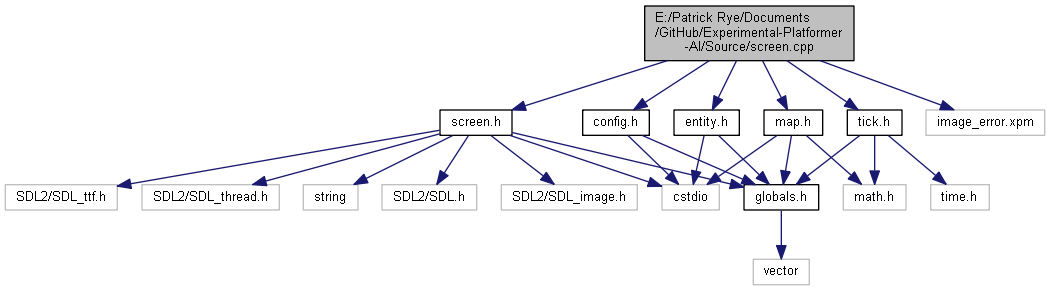 E:/Patrick Rye/Documents
/GitHub/Experimental-Platformer
-AI/Source/screen.cpp
screen.h
config.h
entity.h
map.h
tick.h
image_error.xpm
SDL2/SDL_ttf.h
SDL2/SDL_thread.h
string
SDL2/SDL.h
SDL2/SDL_image.h
cstdio
globals.h
math.h
time.h
vector